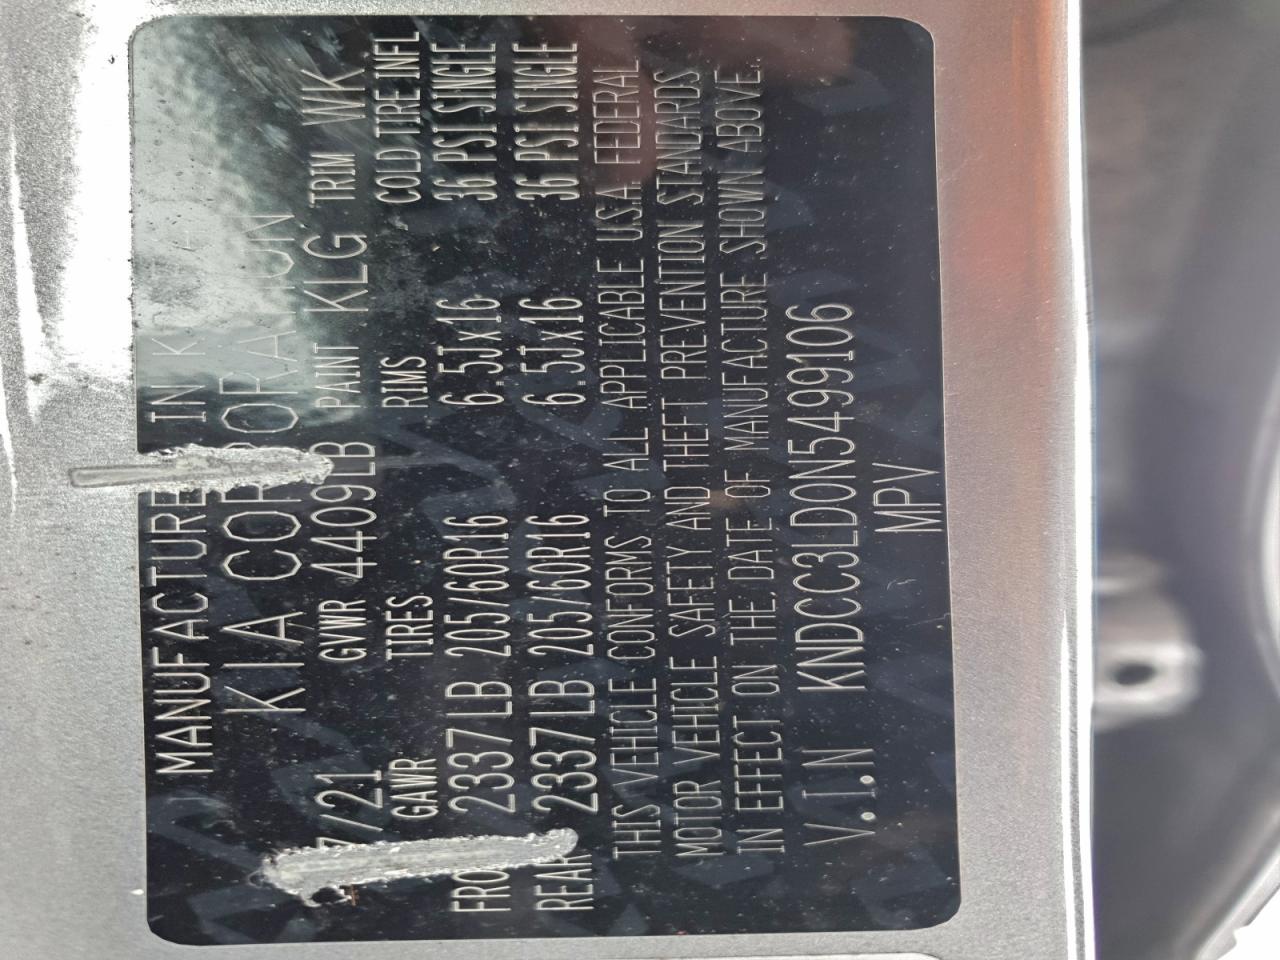 MANUFACTURE IN K
KIA CORPORATION
7/21 GVWR 4409LB PAINT KLG TRIM WK
GAWR TIRES RIMS COLD TIRE INFL
FRO 2337LB 205/60R16 6.5Jx16 36 PSI SINGLE
REAR 2337LB 205/60R16 6.5Jx16 36 PSI SINGLE
THIS VEHICLE CONFORMS TO ALL APPLICABLE U.S.A. FEDERAL
MOTOR VEHICLE SAFETY AND THEFT PREVENTION STANDARDS
IN EFFECT ON THE,DATE OF MANUFACTURE SHOWN ABOVE.
V.I.N KNDCC3LD0N5499106
MPV